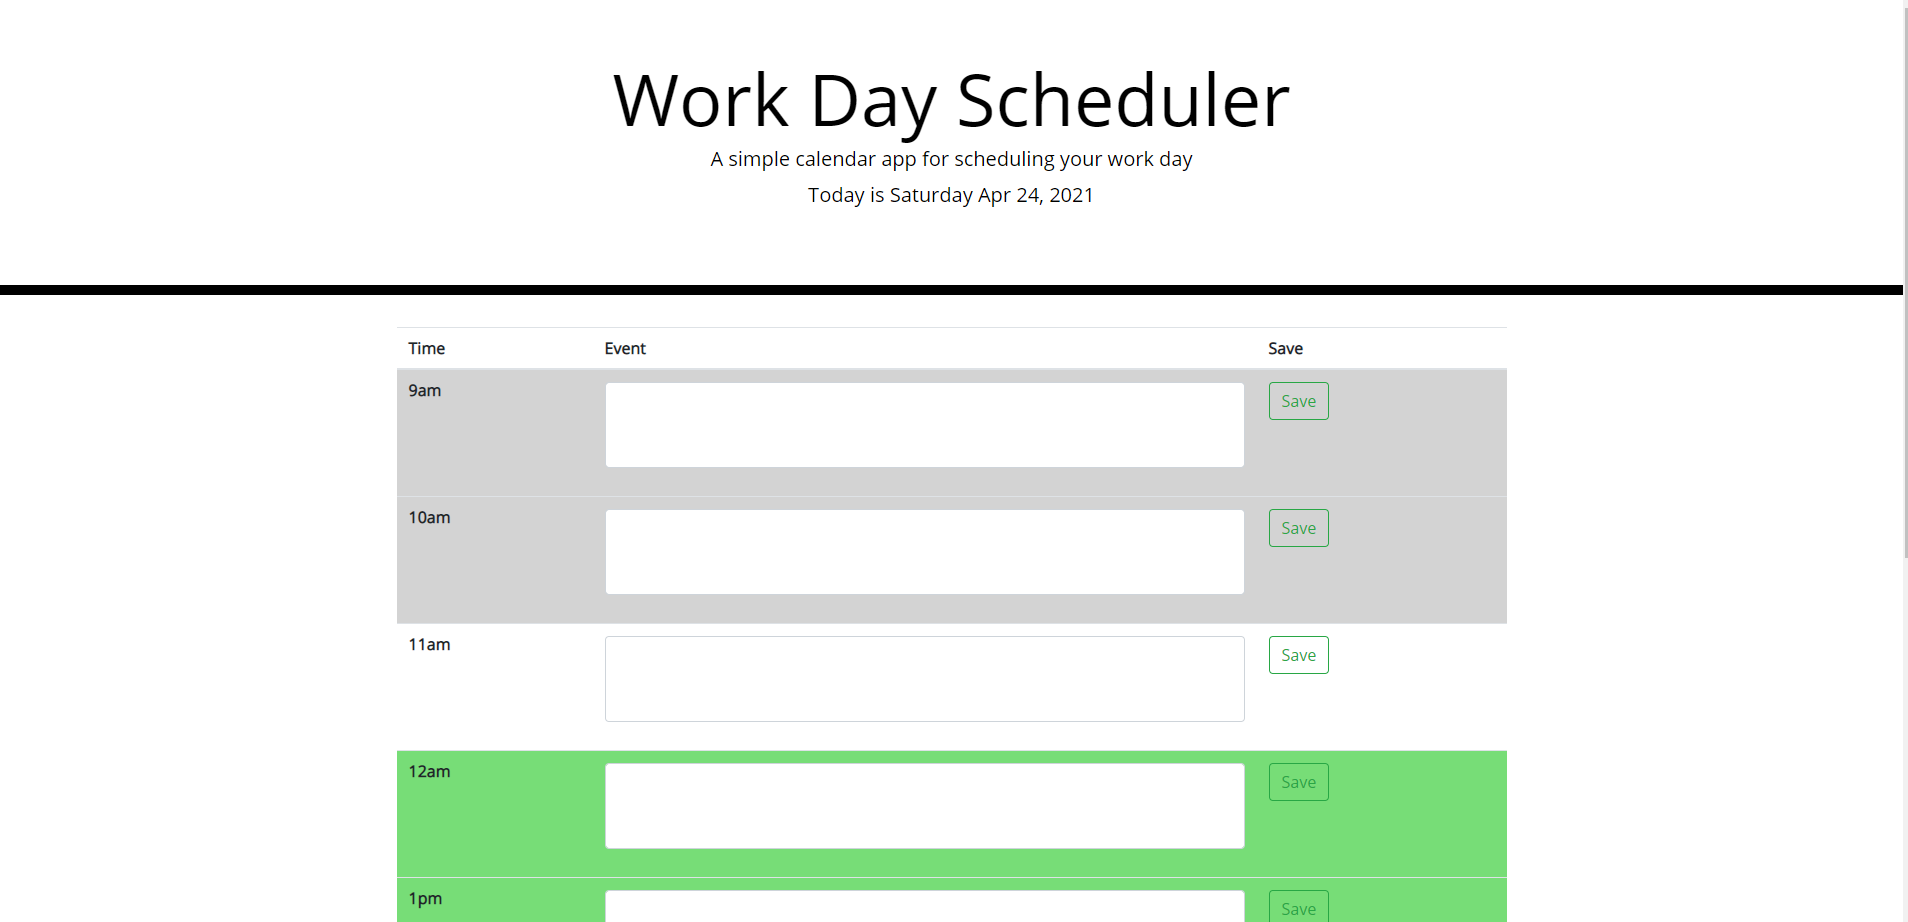 Work Day Scheduler
A simple calendar app for scheduling your work day
Today is Saturday Apr 24, 2021
Time Event Save
9am Save
10am Save
11am Save
12am Save
1pm Save